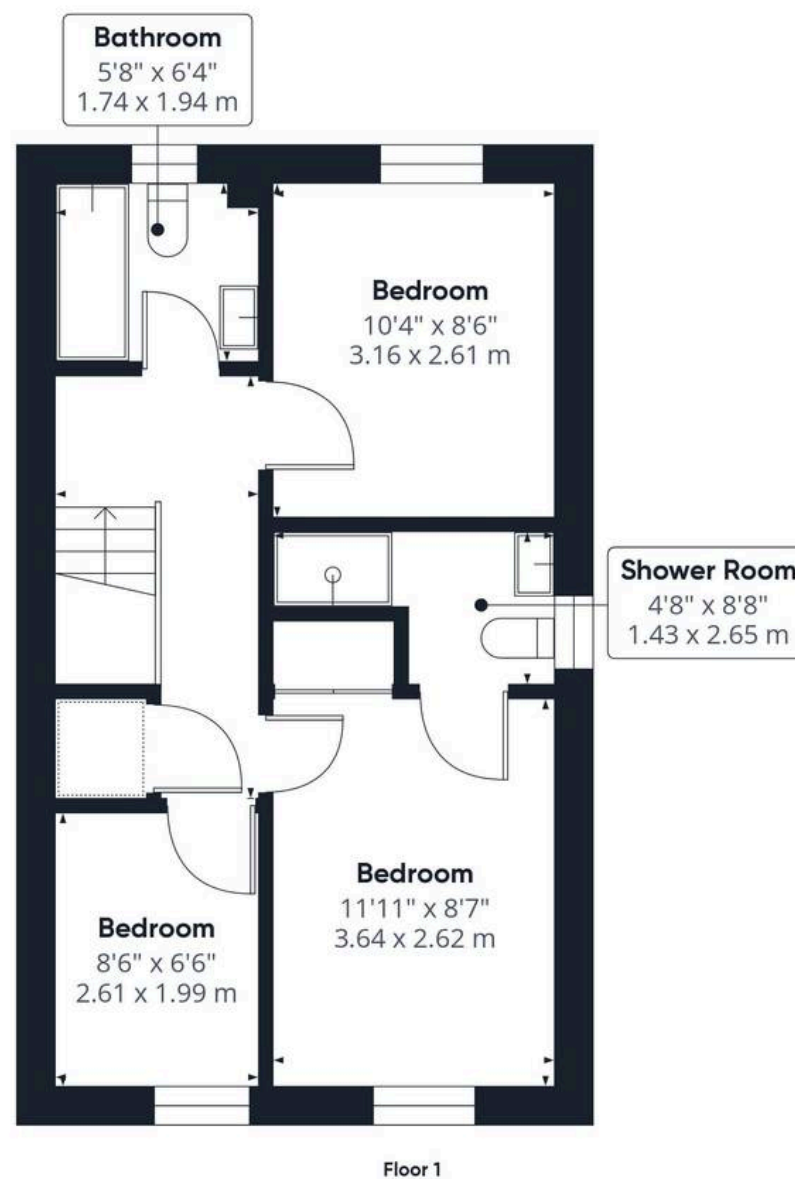 Bathroom
5'8" x 6'4"
1.74 x 1.94 m
Bedroom
10'4" x 8'6"
3.16 x 2.61 m
Shower Room
4'8" x 8'8"
1.43 x 2.65 m
Bedroom
11'11" x 8'7"
3.64 x 2.62 m
Bedroom
8'6" x 6'6"
2.61 x 1.99 m
Floor 1